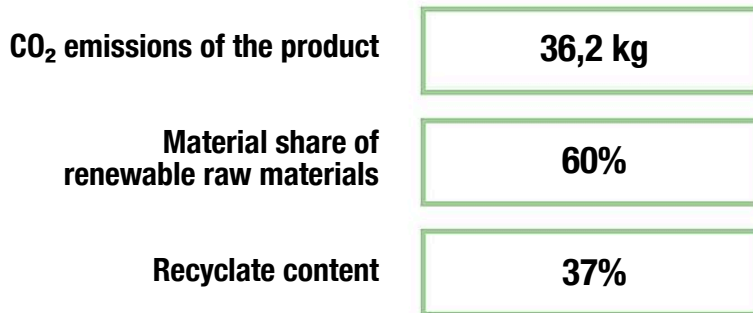 CO₂ emissions of the product
36,2 kg
Material share of
renewable raw materials
60%
Recyclate content
37%